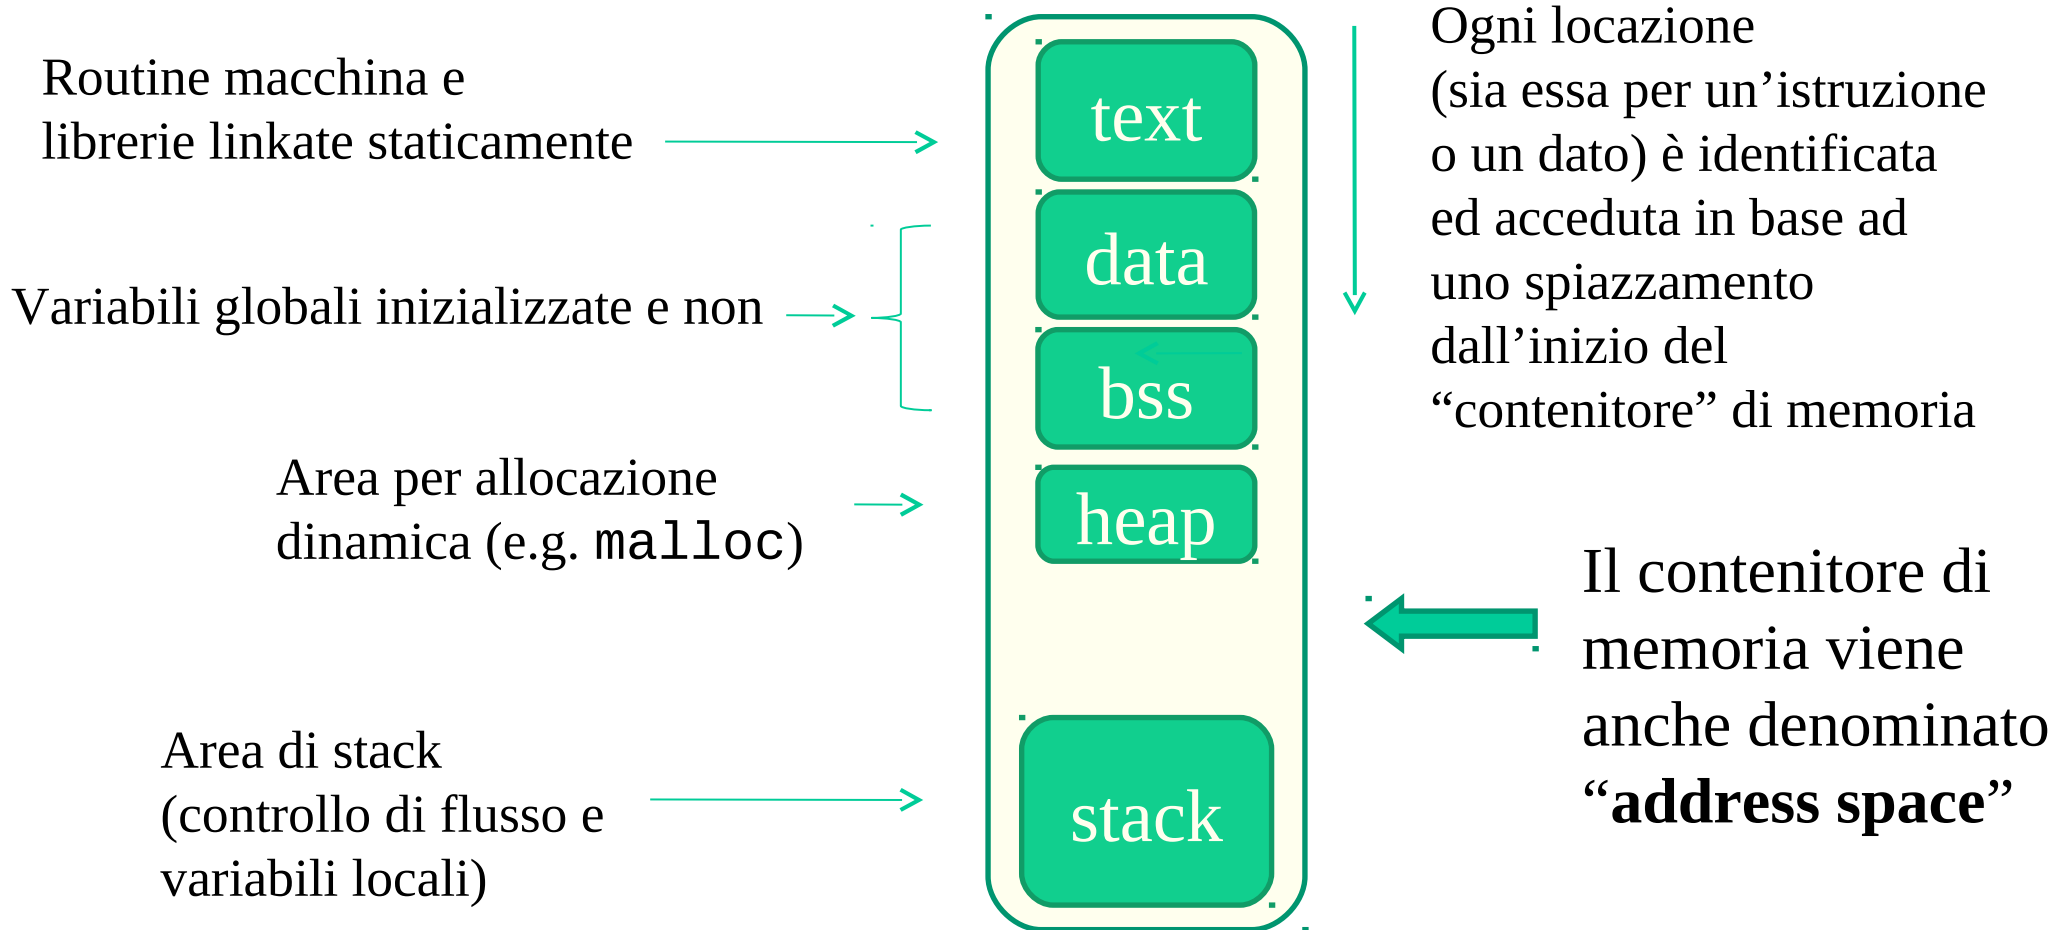 Routine macchina e
librerie linkate staticamente
Variabili globali inizializzate e non
Area per allocazione
dinamica (e.g. malloc)
Area di stack
(controllo di flusso e
variabili locali)
text
data
bss
heap
stack
Ogni locazione
(sia essa per un’istruzione
o un dato) è identificata
ed acceduta in base ad
uno spiazzamento
dall’inizio del
“contenitore” di memoria
Il contenitore di
memoria viene
anche denominato
“address space”